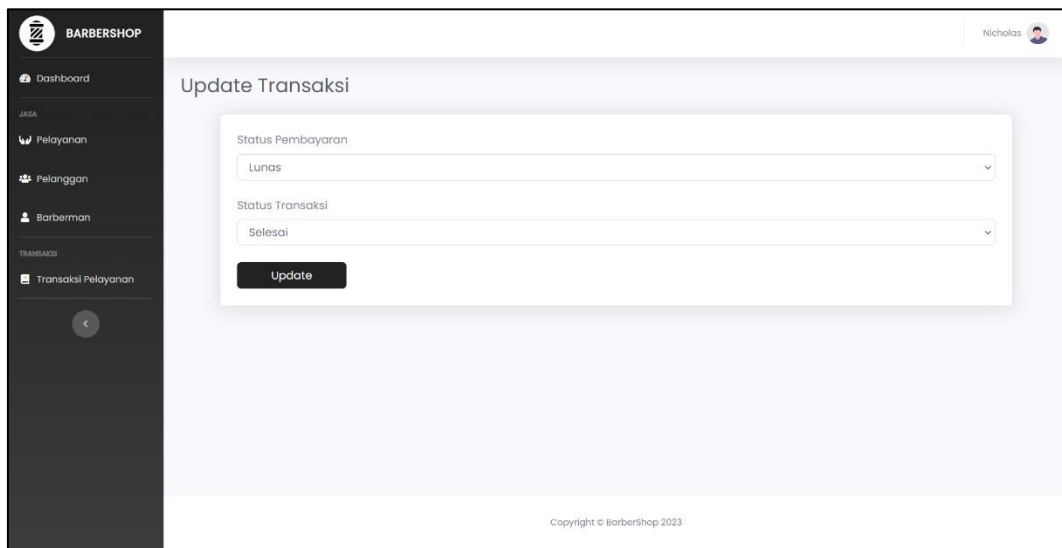 BARBERSHOP
Nicholas
Dashboard
Update Transaksi
JASA
Pelayanan
Pelanggan
Barberman
TRANSAKSI
Transaksi Pelayanan
Status Pembayaran
Lunas
Status Transaksi
Selesai
Update
Copyright © BarberShop 2023